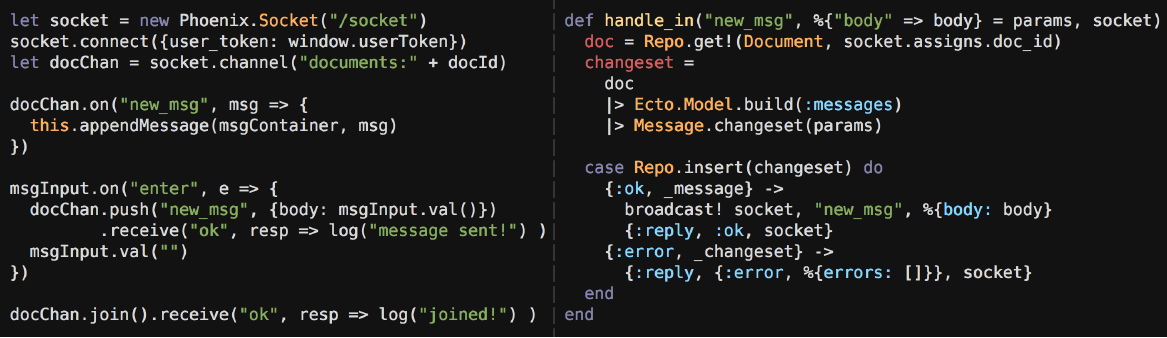 let socket = new Phoenix.Socket("/socket")
socket.connect({user_token: window.userToken})
let docChan = socket.channel("documents:" + docId)

docChan.on("new_msg", msg => {
  this.appendMessage(msgContainer, msg)
})

msgInput.on("enter", e => {
  docChan.push("new_msg", {body: msgInput.val()})
         .receive("ok", resp => log("message sent!") )
  msgInput.val("")
})

docChan.join().receive("ok", resp => log("joined!") )

def handle_in("new_msg", %{"body" => body} = params, socket)
  doc = Repo.get!(Document, socket.assigns.doc_id)
  changeset =
    doc
    |> Ecto.Model.build(:messages)
    |> Message.changeset(params)

  case Repo.insert(changeset) do
    {:ok, _message} ->
      broadcast! socket, "new_msg", %{body: body}
      {:reply, :ok, socket}
    {:error, _changeset} ->
      {:reply, {:error, %{errors: []}}, socket}
  end
end